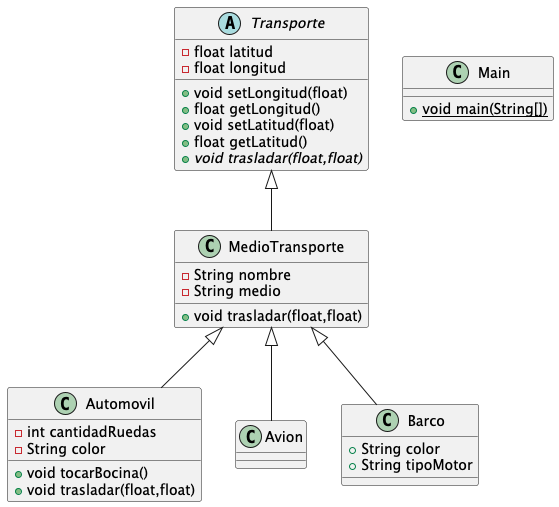 A Transporte
float latitud
float longitud
void setLongitud(float)
float getLongitud()
void setLatitud(float)
float getLatitud()
void trasladar(float,float)
C Main
void main(String[])
C MedioTransporte
String nombre
String medio
void trasladar(float,float)
C Automovil
int cantidadRuedas
String color
void tocarBocina()
void trasladar(float,float)
C Avion
C Barco
String color
String tipoMotor